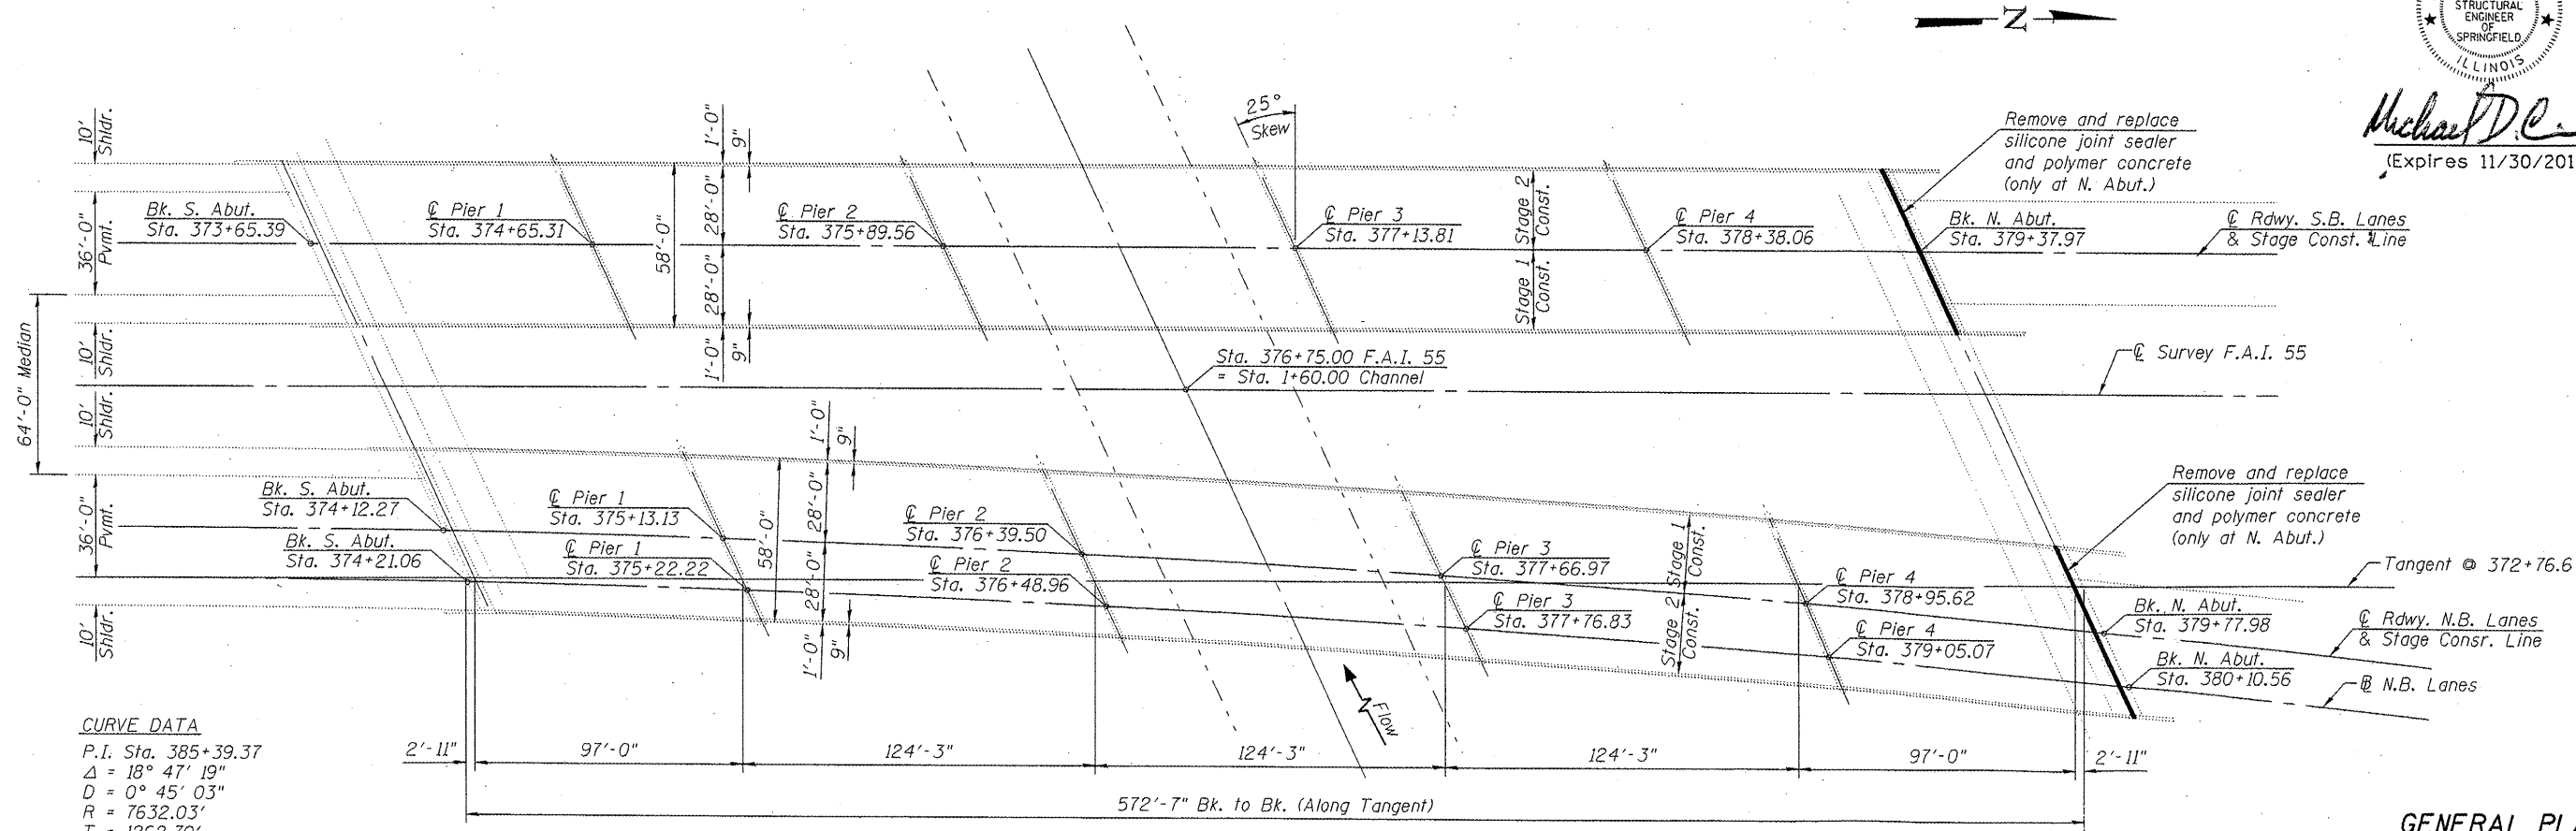 N
STRUCTURAL
ENGINEER
OF
SPRINGFIELD
ILLINOIS
Michael D.
(Expires 11/30/201
10'
Shldr.
36'-0"
Pvmt.
64'-0" Median
10'
Shldr.
10'
Shldr.
36'-0"
Pvmt.
10'
Shldr.
Bk. S. Abut.
Sta. 373+65.39
℄ Pier 1
Sta. 374+65.31
58'-0"
1'-0"
9"
28'-0"
28'-0"
1'-0"
9"
℄ Pier 2
Sta. 375+89.56
25°
Skew
℄ Pier 3
Sta. 377+13.81
Stage 2
Const.
Stage 1
Const.
℄ Pier 4
Sta. 378+38.06
Remove and replace
silicone joint sealer
and polymer concrete
(only at N. Abut.)
Bk. N. Abut.
Sta. 379+37.97
℄ Rdwy. S.B. Lanes
& Stage Const. Line
Sta. 376+75.00 F.A.I. 55
= Sta. 1+60.00 Channel
℄ Survey F.A.I. 55
Bk. S. Abut.
Sta. 374+12.27
Bk. S. Abut.
Sta. 374+21.06
℄ Pier 1
Sta. 375+13.13
℄ Pier 1
Sta. 375+22.22
58'-0"
1'-0"
9"
28'-0"
28'-0"
1'-0"
9"
℄ Pier 2
Sta. 376+39.50
℄ Pier 2
Sta. 376+48.96
℄ Pier 3
Sta. 377+66.97
℄ Pier 3
Sta. 377+76.83
Stage 1
Const.
Stage 2
Const.
℄ Pier 4
Sta. 378+95.62
℄ Pier 4
Sta. 379+05.07
Remove and replace
silicone joint sealer
and polymer concrete
(only at N. Abut.)
Tangent @ 372+76.6
Bk. N. Abut.
Sta. 379+77.98
℄ Rdwy. N.B. Lanes
& Stage Consr. Line
Bk. N. Abut.
Sta. 380+10.56
N.B. Lanes
Flow
CURVE DATA
P.I. Sta. 385+39.37
Δ = 18° 47' 19"
D = 0° 45' 03"
R = 7632.03'
2'-11"
97'-0"
124'-3"
124'-3"
124'-3"
97'-0"
2'-11"
572'-7" Bk. to Bk. (Along Tangent)
GENERAL PLA